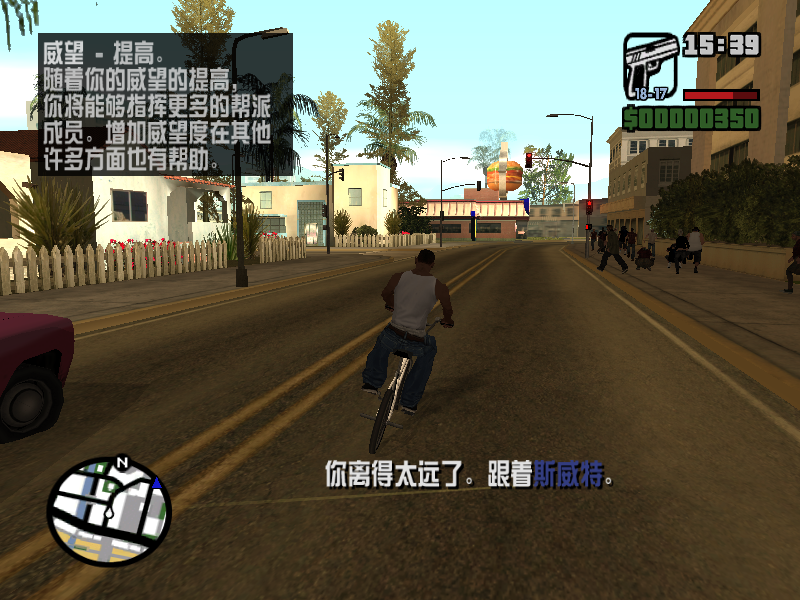 威望 - 提高。
随着你的威望的提高，
你将能够指挥更多的帮派
成员。增加威望度在其他
许多方面也有帮助。
15:39
18-17
$00000350
你离得太远了。跟着斯威特。
N